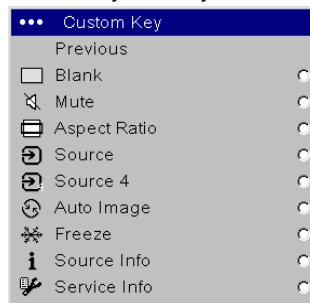 ••• Custom Key
Previous
Blank
Mute
Aspect Ratio
Source
Source 4
Auto Image
Freeze
Source Info
Service Info